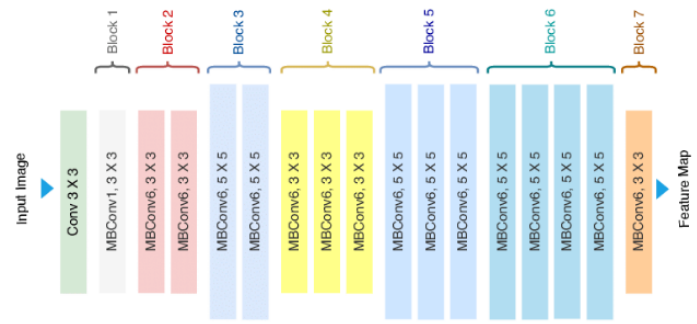 Block 1
Block 2
Block 3
Block 4
Block 5
Block 6
Block 7
Input Image
Conv 3 X 3
MBConv1, 3 X 3
MBConv6, 3 X 3
MBConv6, 3 X 3
MBConv6, 5 X 5
MBConv6, 5 X 5
MBConv6, 3 X 3
MBConv6, 3 X 3
MBConv6, 3 X 3
MBConv6, 5 X 5
MBConv6, 5 X 5
MBConv6, 5 X 5
MBConv6, 5 X 5
MBConv6, 5 X 5
MBConv6, 5 X 5
MBConv6, 5 X 5
MBConv6, 3 X 3
Feature Map